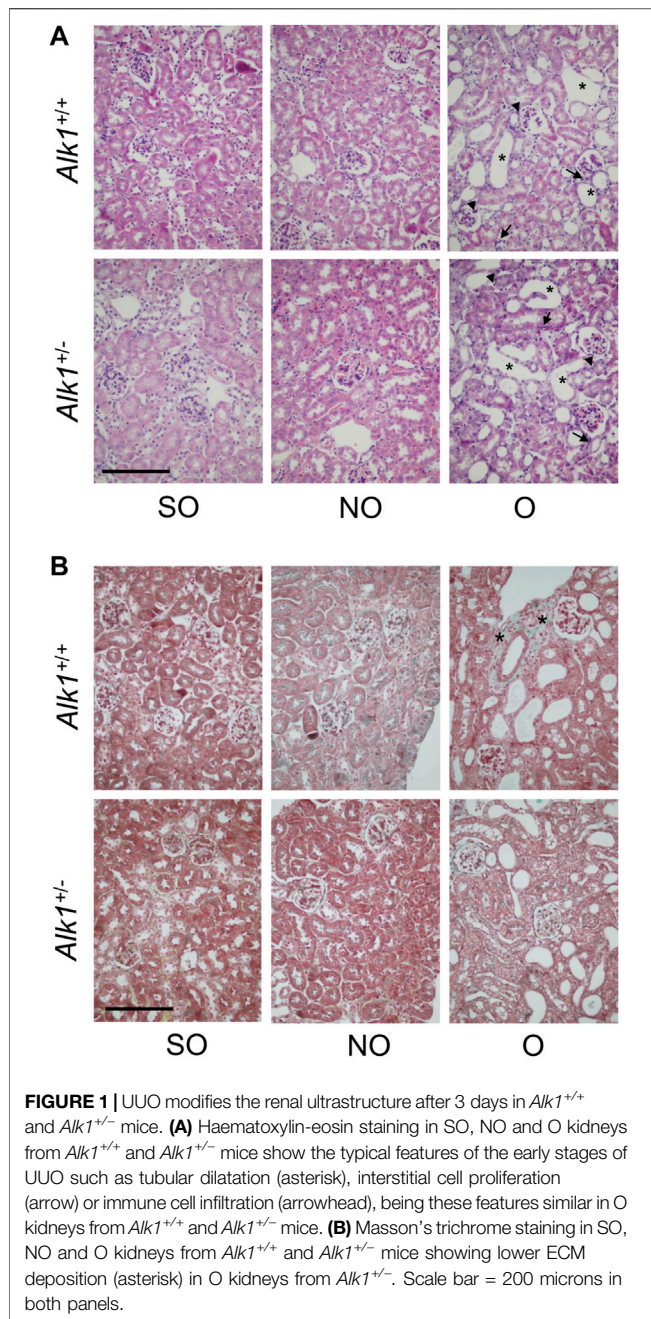 A
Alk1+/+
*
*
*
Alk1+/-
*
*
*
SO NO O
B
Alk1+/+
* *
Alk1+/-
SO NO O
FIGURE 1 | UUO modifies the renal ultrastructure after 3 days in Alk1+/+
and Alk1+/− mice. (A) Haematoxylin-eosin staining in SO, NO and O kidneys
from Alk1+/+ and Alk1+/− mice show the typical features of the early stages of
UUO such as tubular dilatation (asterisk), interstitial cell proliferation
(arrow) or immune cell infiltration (arrowhead), being these features similar in O
kidneys from Alk1+/+ and Alk1+/− mice. (B) Masson's trichrome staining in SO,
NO and O kidneys from Alk1+/+ and Alk1+/− mice showing lower ECM
deposition (asterisk) in O kidneys from Alk1+/−. Scale bar = 200 microns in
both panels.